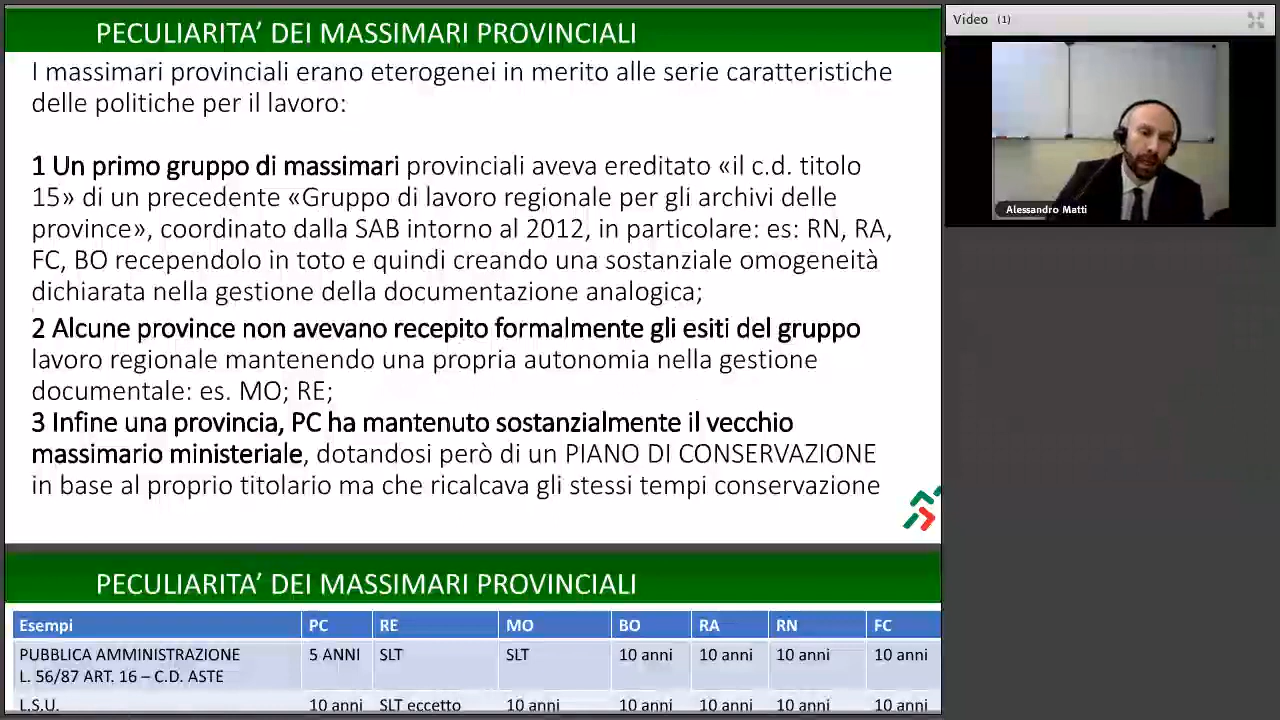 PECULIARITA’ DEI MASSIMARI PROVINCIALI
I massimari provinciali erano eterogenei in merito alle serie caratteristiche
delle politiche per il lavoro:
1 Un primo gruppo di massimari provinciali aveva ereditato «il c.d. titolo
15» di un precedente «Gruppo di lavoro regionale per gli archivi delle
province», coordinato dalla SAB intorno al 2012, in particolare: es: RN, RA,
FC, BO recependolo in toto e quindi creando una sostanziale omogeneità
dichiarata nella gestione della documentazione analogica;
2 Alcune province non avevano recepito formalmente gli esiti del gruppo
lavoro regionale mantenendo una propria autonomia nella gestione
documentale: es. MO; RE;
3 Infine una provincia, PC ha mantenuto sostanzialmente il vecchio
massimario ministeriale, dotandosi però di un PIANO DI CONSERVAZIONE
in base al proprio titolario ma che ricalcava gli stessi tempi conservazione
PECULIARITA’ DEI MASSIMARI PROVINCIALI
Esempi PC RE MO BO RA RN FC
PUBBLICA AMMINISTRAZIONE 5 ANNI SLT SLT 10 anni 10 anni 10 anni 10 anni
L. 56/87 ART. 16 – C.D. ASTE
L.S.U. 10 anni SLT eccetto 10 anni 10 anni 10 anni 10 anni 10 anni
Video (1)
Alessandro Matti